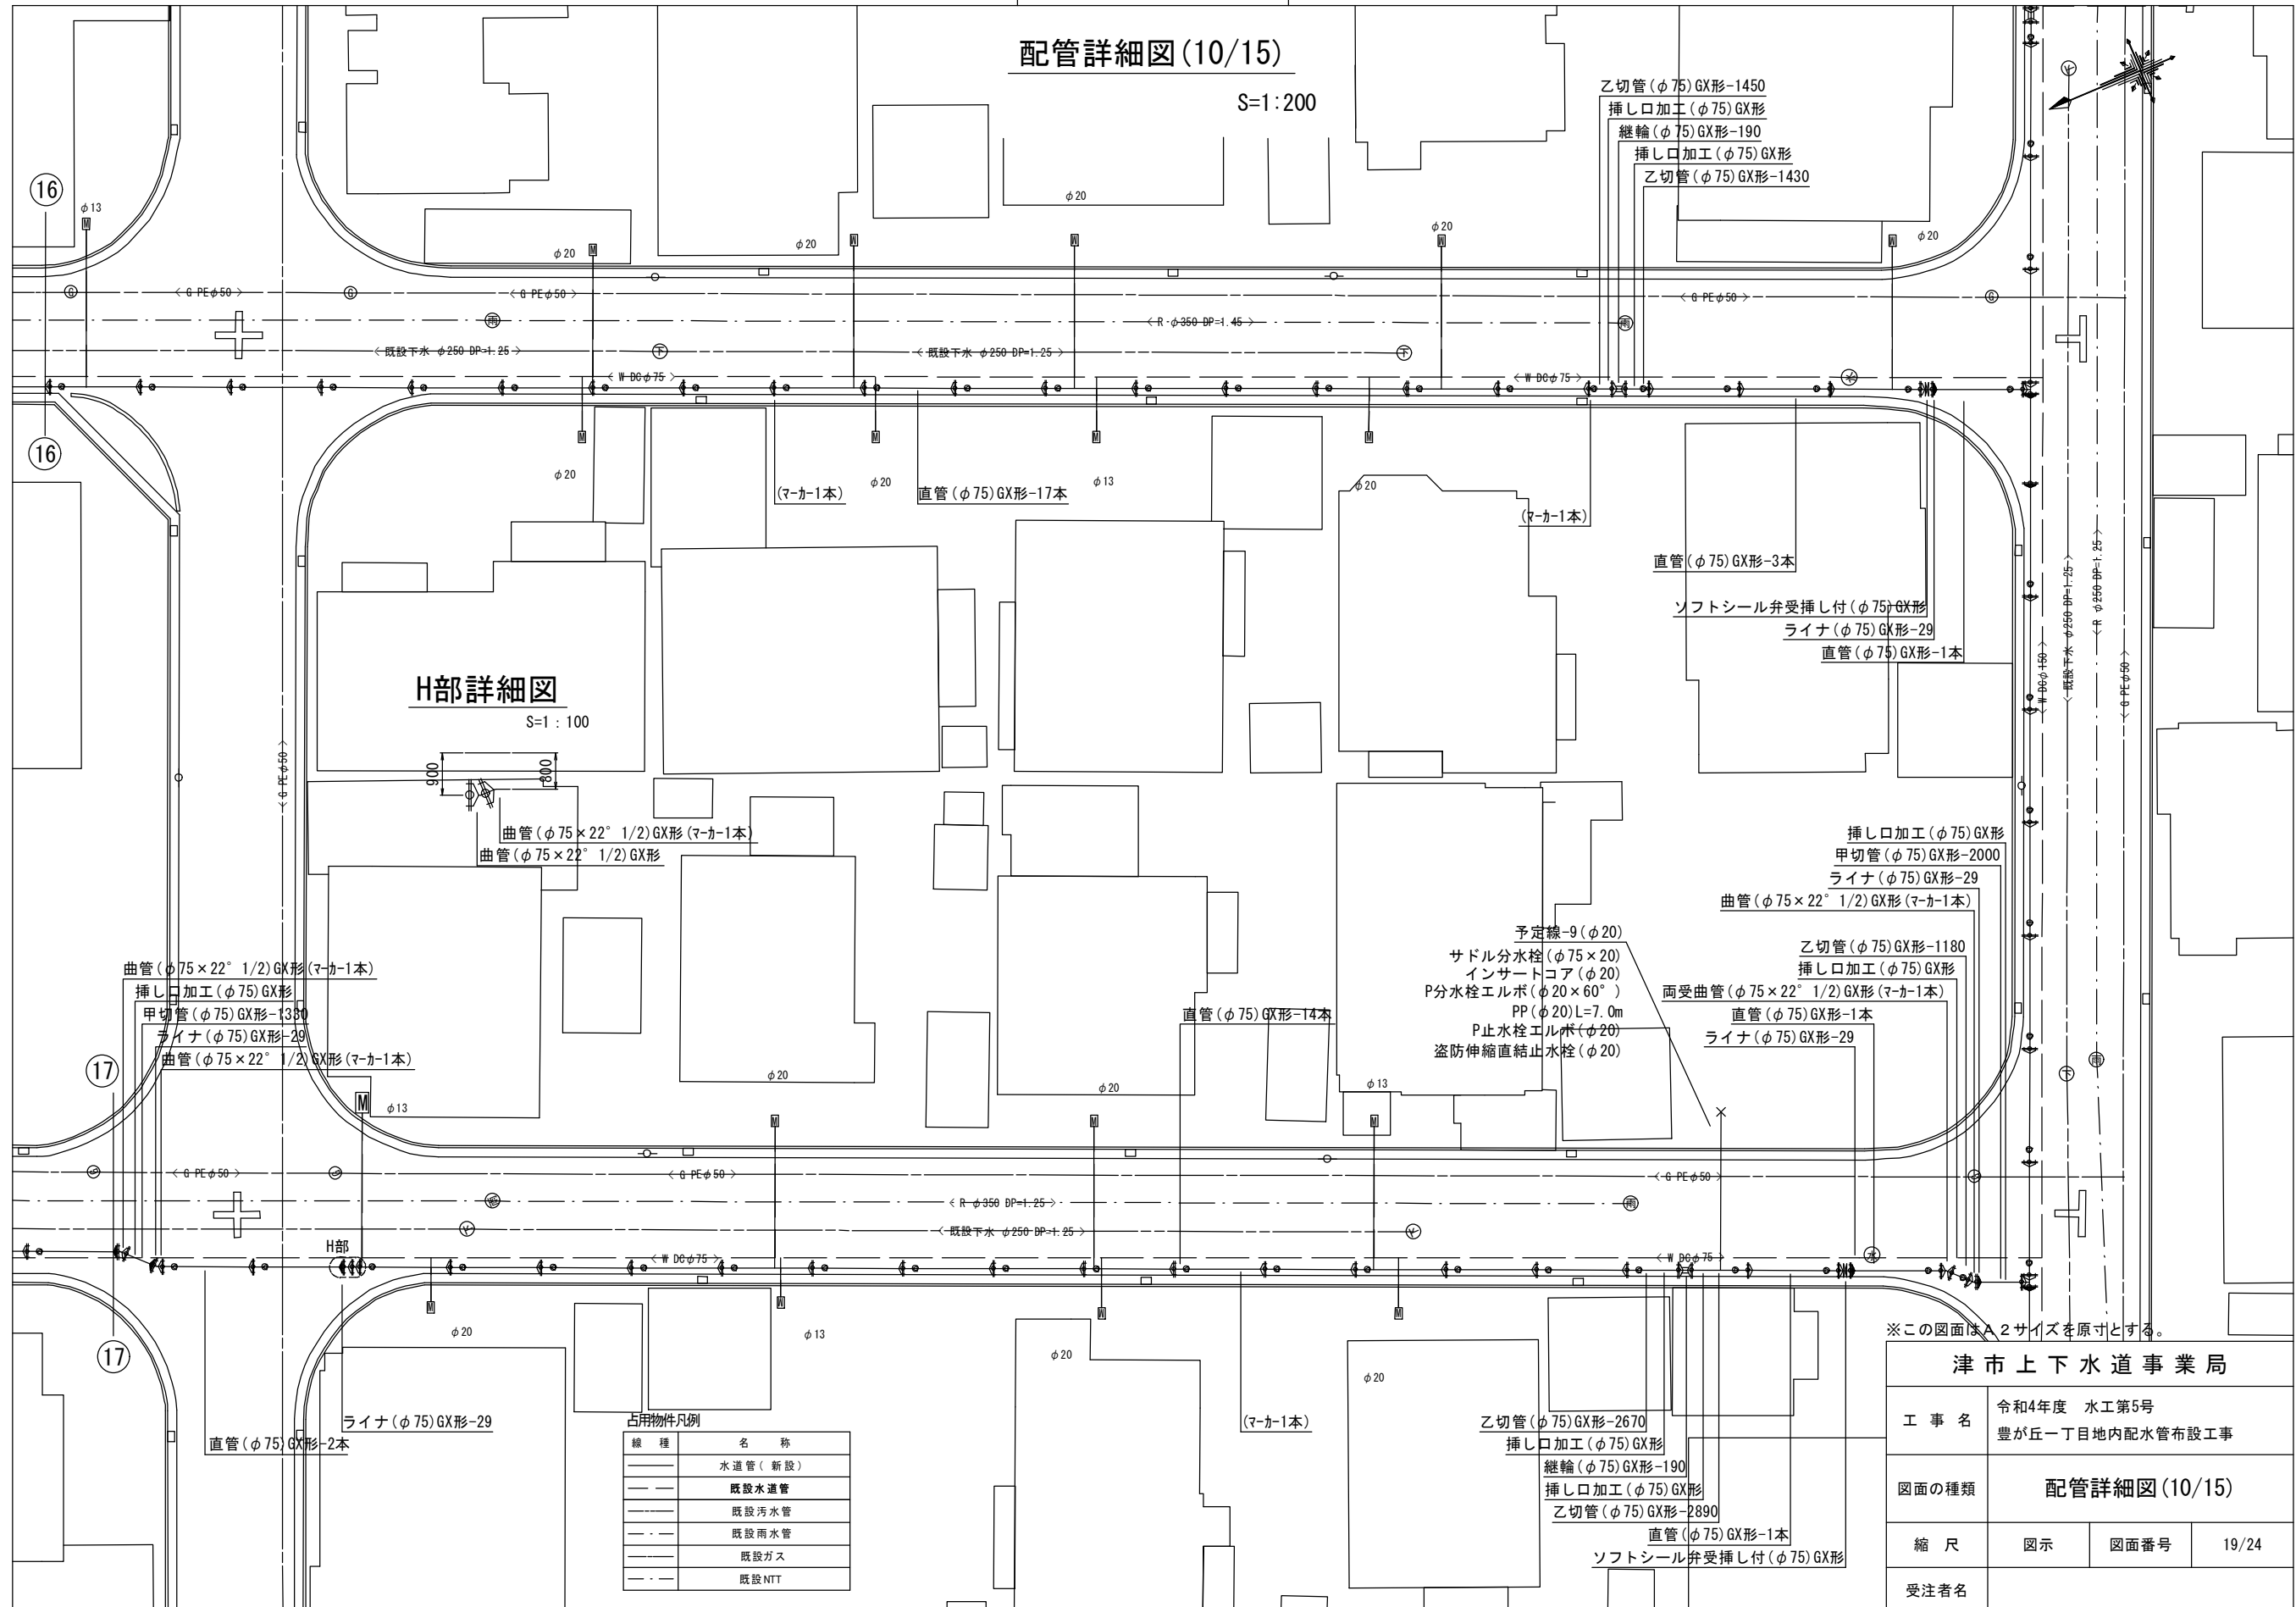 配管詳細図(10/15)
S=1:200
乙切管(φ75)GX形-1450
挿し口加工(φ75)GX形
継輪(φ75)GX形-190
挿し口加工(φ75)GX形
乙切管(φ75)GX形-1430
16
φ13
M
φ20
M
φ20
M
φ20
M
φ20
M
φ20
M
G
<G PEφ50>
G
<G PEφ50>
<G PEφ50>
G
雨
<R-φ350 DP=1.45>
雨
<既設下水 φ250 DP=1.25>
下
<既設下水 φ250 DP=1.25>
下
<W DCφ75>
<W DCφ75>
水
16
M
M
M
M
φ20
φ20
φ13
φ20
(マーカー1本)
直管(φ75)GX形-17本
(マーカー1本)
直管(φ75)GX形-3本
ソフトシール弁受挿し付(φ75)GX形
ライナ(φ75)GX形-29
直管(φ75)GX形-1本
<W DCφ150>
<既設下水 φ250 DP=1.25>
<R φ250 DP=1.25>
<G PEφ50>
<G PEφ50>
H部詳細図
S=1:100
900
800
曲管(φ75×22°1/2)GX形(マーカー1本)
曲管(φ75×22°1/2)GX形
挿し口加工(φ75)GX形
甲切管(φ75)GX形-2000
ライナ(φ75)GX形-29
曲管(φ75×22°1/2)GX形(マーカー1本)
乙切管(φ75)GX形-1180
挿し口加工(φ75)GX形
両受曲管(φ75×22°1/2)GX形(マーカー1本)
直管(φ75)GX形-1本
ライナ(φ75)GX形-29
予定線-9(φ20)
サドル分水栓(φ75×20)
インサートコア(φ20)
P分水栓エルボ(φ20×60°)
PP(φ20)L=7.0m
P止水栓エルボ(φ20)
盗防伸縮直結止水栓(φ20)
直管(φ75)GX形-14本
曲管(φ75×22°1/2)GX形(マーカー1本)
挿し口加工(φ75)GX形
甲切管(φ75)GX形-1330
ライナ(φ75)GX形-29
曲管(φ75×22°1/2)GX形(マーカー1本)
17
下
雨
M
φ13
φ20
M
φ20
M
φ13
M
<G PEφ50>
<G PEφ50>
<G PEφ50>
<R φ350 DP=1.25>
雨
<既設下水 φ250 DP=1.25>
H部
<W DCφ75>
<W DCφ75>
水
M
M
M
M
φ20
φ13
φ20
φ20
17
直管(φ75)GX形-2本
ライナ(φ75)GX形-29
(マーカー1本)
乙切管(φ75)GX形-2670
挿し口加工(φ75)GX形
継輪(φ75)GX形-190
挿し口加工(φ75)GX形
乙切管(φ75)GX形-2890
直管(φ75)GX形-1本
ソフトシール弁受挿し付(φ75)GX形
占用物件凡例
線種 名称
水道管(新設)
既設水道管
既設汚水管
既設雨水管
既設ガス
既設NTT
※この図面はA2サイズを原寸とする。
津市上下水道事業局
工事名 令和4年度 水工第5号
豊が丘一丁目地内配水管布設工事
図面の種類 配管詳細図(10/15)
縮尺 図示 図面番号 19/24
受注者名